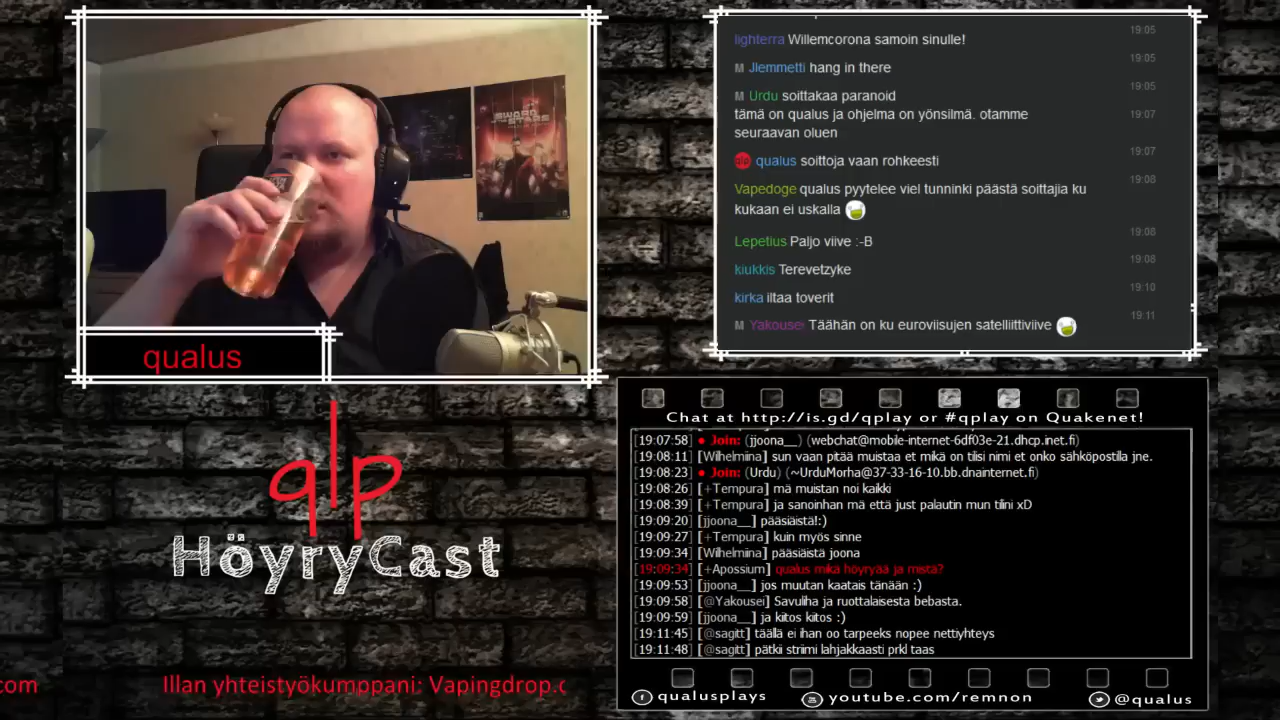 SWORD
OF THE
STARS
qualus
lighterra Willemcorona samoin sinulle! 19:05
M Jlemmetti hang in there 19:05
M Urdu soittakaa paranoid 19:05
tämä on qualus ja ohjelma on yönsilmä. otamme 19:07
seuraavan oluen
qlp qualus soittoja vaan rohkeesti 19:07
Vapedoge qualus pyytelee viel tunninki päästä soittajia ku 19:08
kukaan ei uskalla
Lepetius Paljo viive :-B 19:08
kiukkis Terevetzyke 19:08
kirka iltaa toverit 19:10
M Yakousei Täähän on ku euroviisujen satelliittiviive 19:11
qlp
HöyryCast
.com Illan yhteistyökumppani: Vapingdrop.c
Chat at http://is.gd/qplay or #qplay on Quakenet!
[19:07:58] ● Join: (jjoona__) (webchat@mobile-internet-6df03e-21.dhcp.inet.fi)
[19:08:11] [Wilhelmiina] sun vaan pitää muistaa et mikä on tilisi nimi et onko sähköpostilla jne.
[19:08:23] ● Join: (Urdu) (~UrduMorha@37-33-16-10.bb.dnainternet.fi)
[19:08:26] [+Tempura] mä muistan noi kaikki
[19:08:39] [+Tempura] ja sanoinhan mä että just palautin mun tilini xD
[19:09:20] [jjoona__] pääsiäistä!:)
[19:09:27] [+Tempura] kuin myös sinne
[19:09:34] [Wilhelmiina] pääsiäistä joona
[19:09:34] [+Apossium] qualus mikä höyryää ja mistä?
[19:09:53] [jjoona__] jos muutan kaatais tänään :)
[19:09:58] [@Yakousei] Savuliha ja ruottalaisesta bebasta.
[19:09:59] [jjoona__] ja kiitos kiitos :)
[19:11:45] [@sagitt] täällä ei ihan oo tarpeeks nopee nettiyhteys
[19:11:48] [@sagitt] pätkii striimi lahjakkaasti prkl taas
qualusplays youtube.com/remnon @qualus